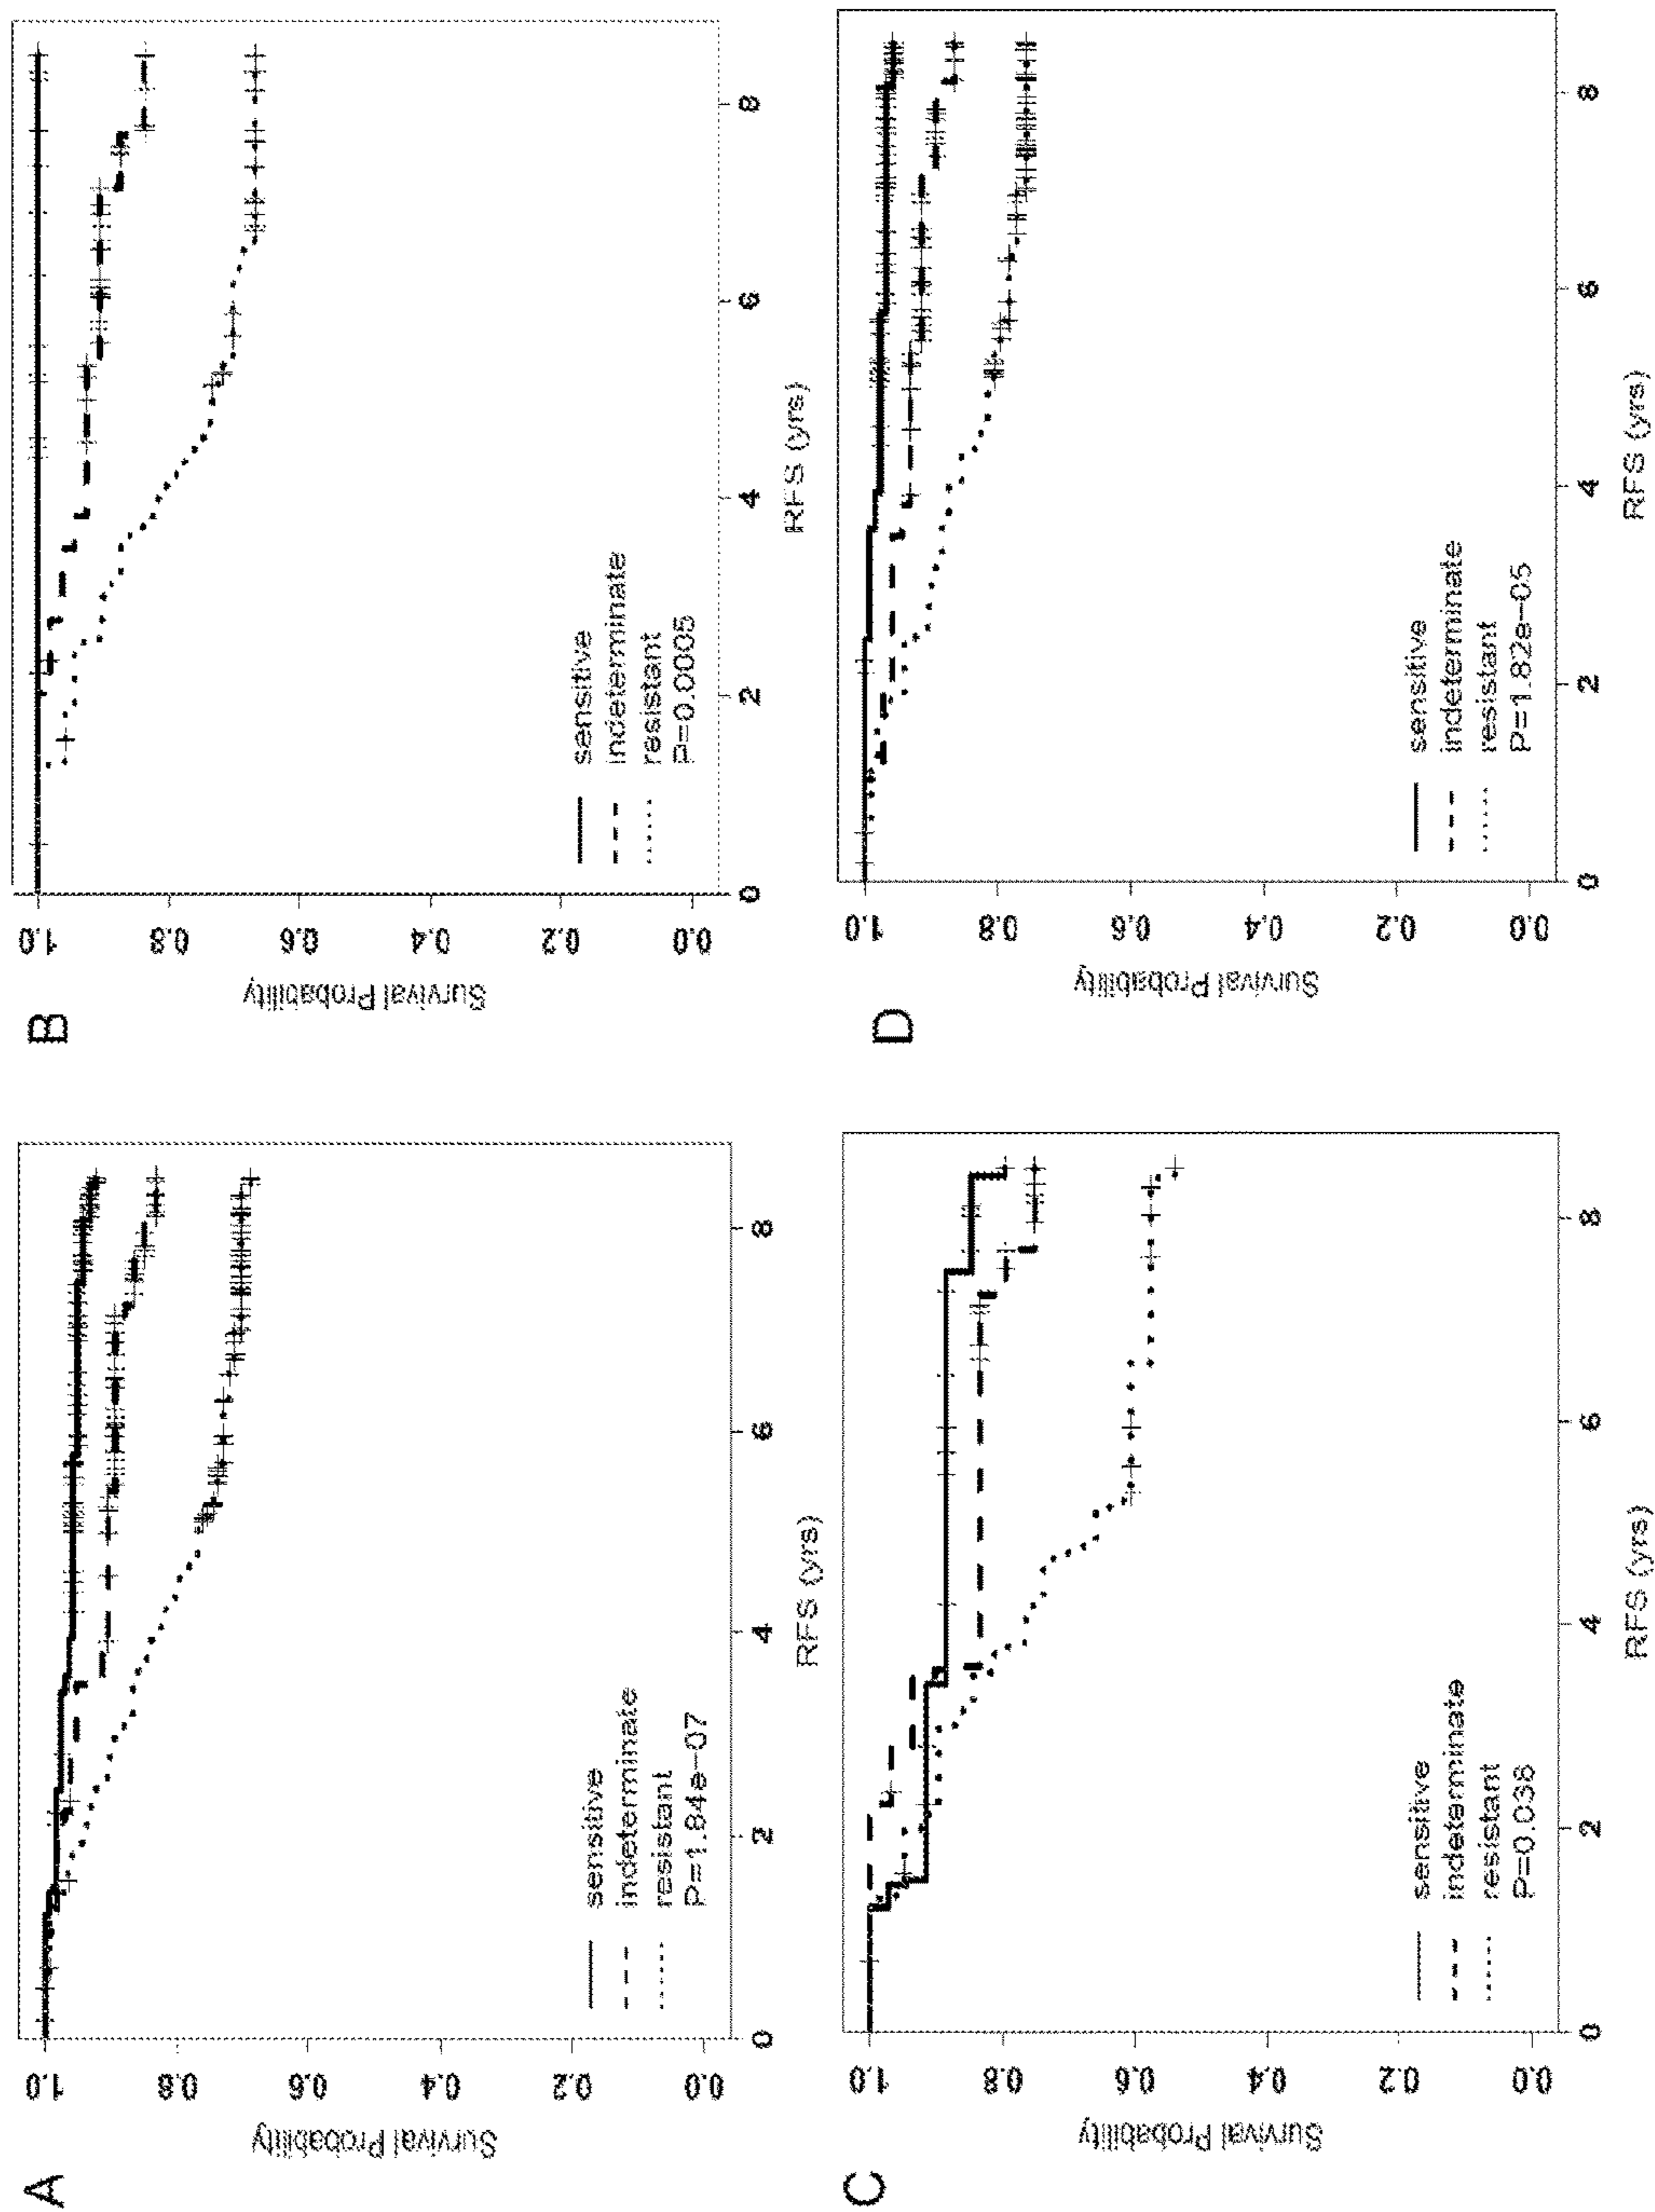 A
Survival Probability
1.0
0.8
0.6
0.4
0.2
0.0
sensitive
indeterminate
resistant
P=1.84e-07
0
2
4
6
8
RFS (yrs)
B
Survival Probability
1.0
0.8
0.6
0.4
0.2
0.0
sensitive
indeterminate
resistant
P=0.0005
0
2
4
6
8
RFS (yrs)
C
Survival Probability
1.0
0.8
0.6
0.4
0.2
0.0
sensitive
indeterminate
resistant
P=0.038
0
2
4
6
8
RFS (yrs)
D
Survival Probability
1.0
0.8
0.6
0.4
0.2
0.0
sensitive
indeterminate
resistant
P=1.82e-05
0
2
4
6
8
RFS (yrs)